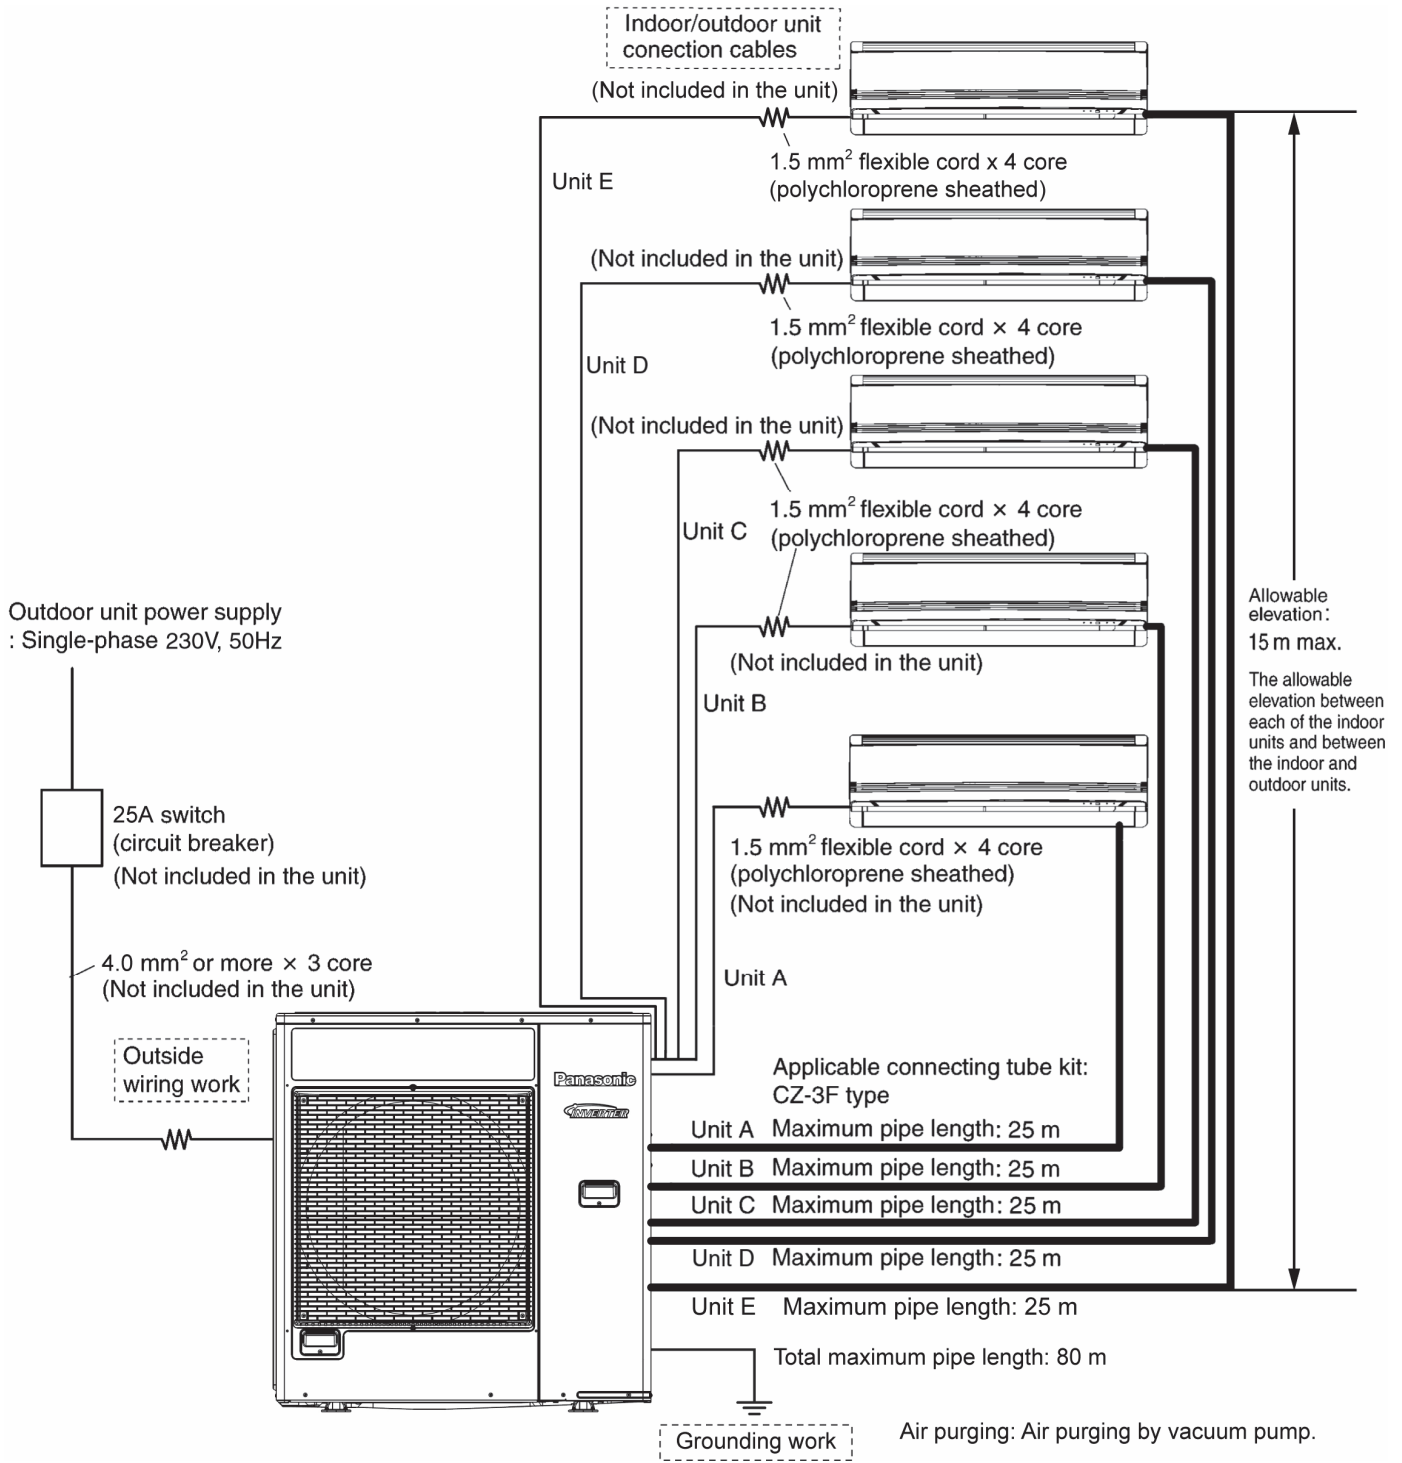 Indoor/outdoor unit
conection cables
(Not included in the unit)
1.5 mm² flexible cord x 4 core
(polychloroprene sheathed)
Unit E
(Not included in the unit)
1.5 mm² flexible cord × 4 core
(polychloroprene sheathed)
Unit D
(Not included in the unit)
1.5 mm² flexible cord × 4 core
(polychloroprene sheathed)
Unit C
(Not included in the unit)
Unit B
Allowable
elevation:
15 m max.
The allowable
elevation between
each of the indoor
units and between
the indoor and
outdoor units.
Outdoor unit power supply
: Single-phase 230V, 50Hz
25A switch
(circuit breaker)
(Not included in the unit)
1.5 mm² flexible cord × 4 core
(polychloroprene sheathed)
(Not included in the unit)
Unit A
4.0 mm² or more × 3 core
(Not included in the unit)
Outside
wiring work
Panasonic
INVERTER
Applicable connecting tube kit:
CZ-3F type
Unit A Maximum pipe length: 25 m
Unit B Maximum pipe length: 25 m
Unit C Maximum pipe length: 25 m
Unit D Maximum pipe length: 25 m
Unit E Maximum pipe length: 25 m
Total maximum pipe length: 80 m
Grounding work
Air purging: Air purging by vacuum pump.